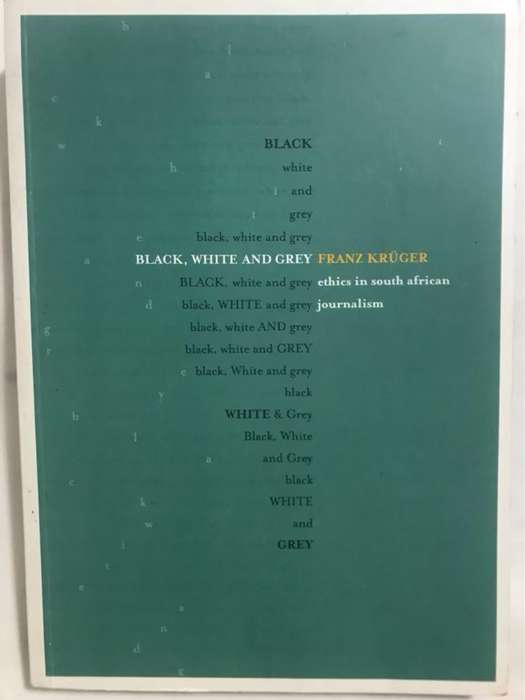 BLACK
white
and
grey
black, white and grey
BLACK, WHITE AND GREY FRANZ KRÜGER
BLACK, white and grey ethics in south african
black, WHITE and grey journalism
black, white AND grey
black, white and GREY
black, White and grey
black
WHITE & Grey
Black, White
and Grey
black
WHITE
and
GREY